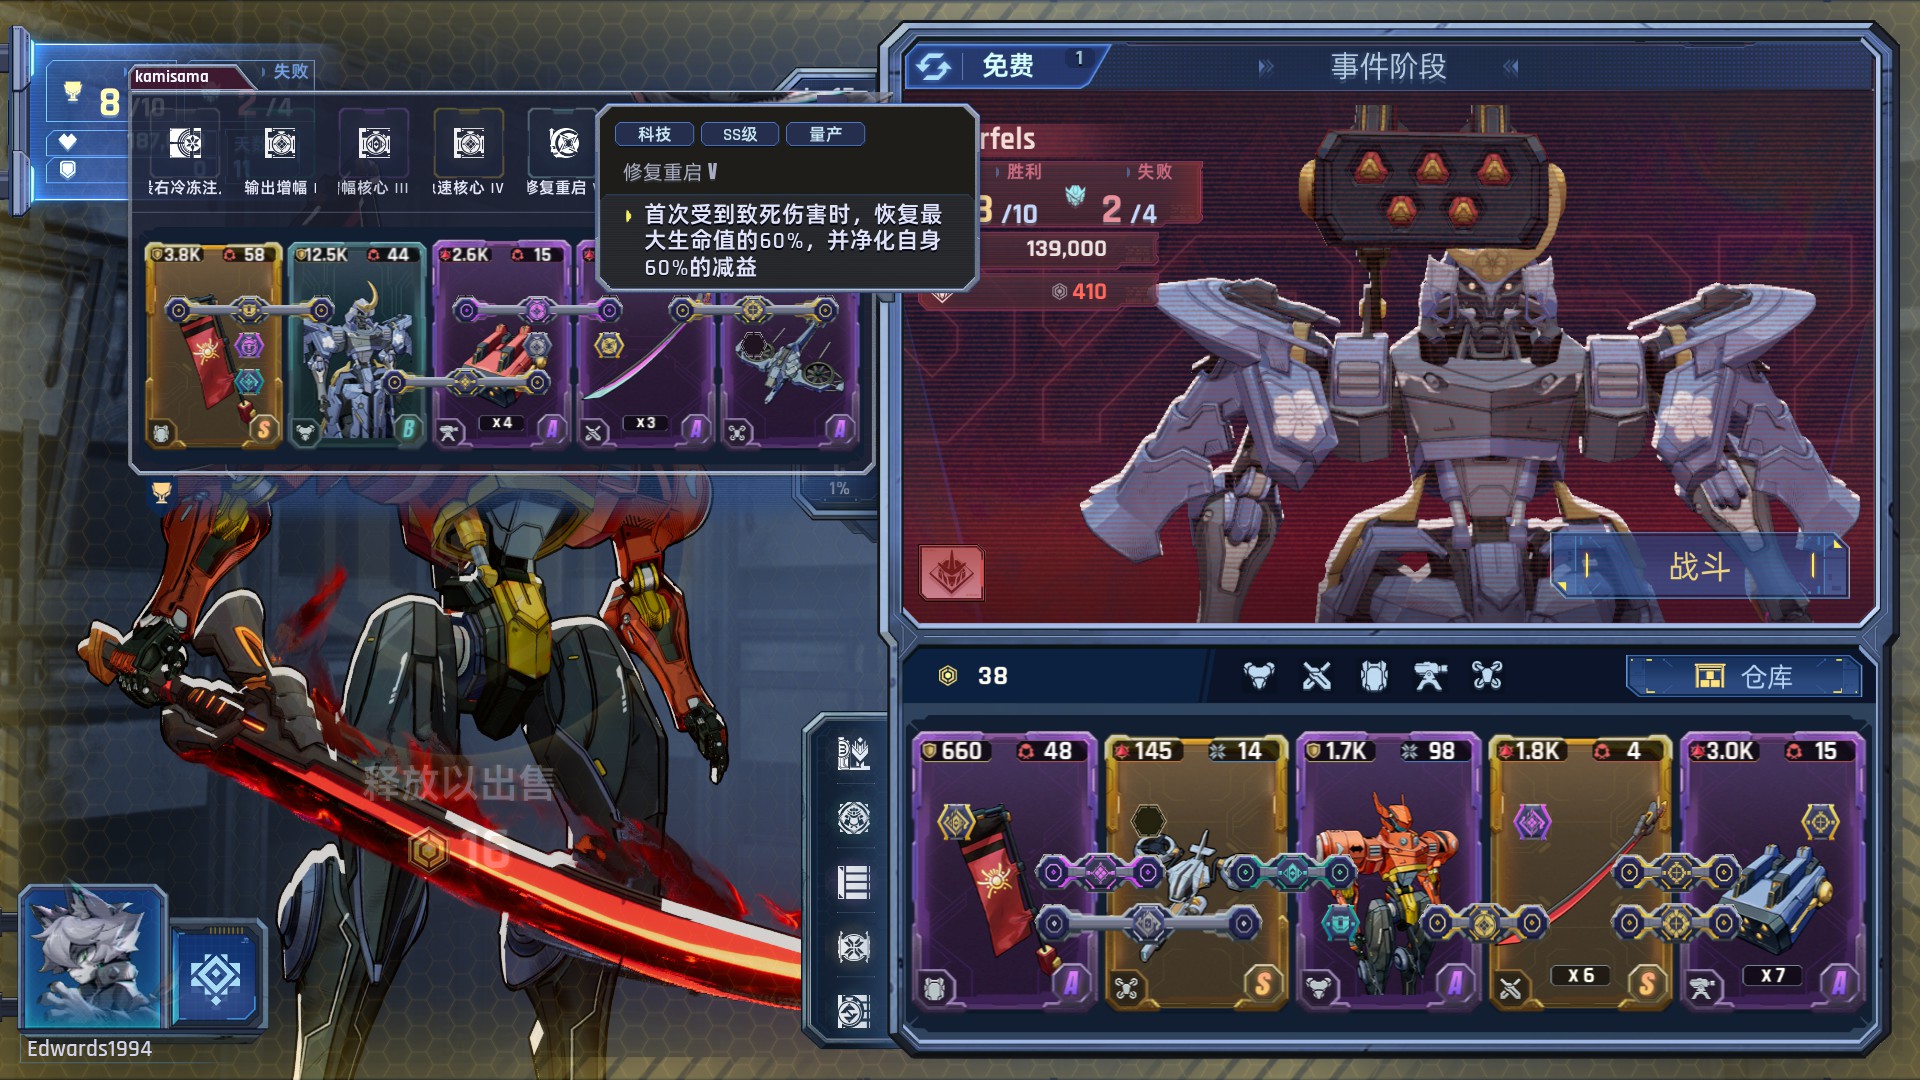 免费
1
事件阶段
kamisama
失败
8
/10
2
/4
科技
SS级
量产
修复重启 V
首次受到致死伤害时，恢复最
大生命值的60%，并净化自身
60%的减益
输出增幅 I
幅核心 III
速核心 IV
修复重启
3.8K
58
12.5K
44
2.6K
15
S
B
x4
A
x3
A
A
rfels
胜利
失败
/10
2
/4
139,000
410
1%
战斗
38
仓库
释放以出售
16
660
48
145
14
1.7K
98
1.8K
4
3.0K
15
A
S
A
x6
S
x7
A
Edwards1994